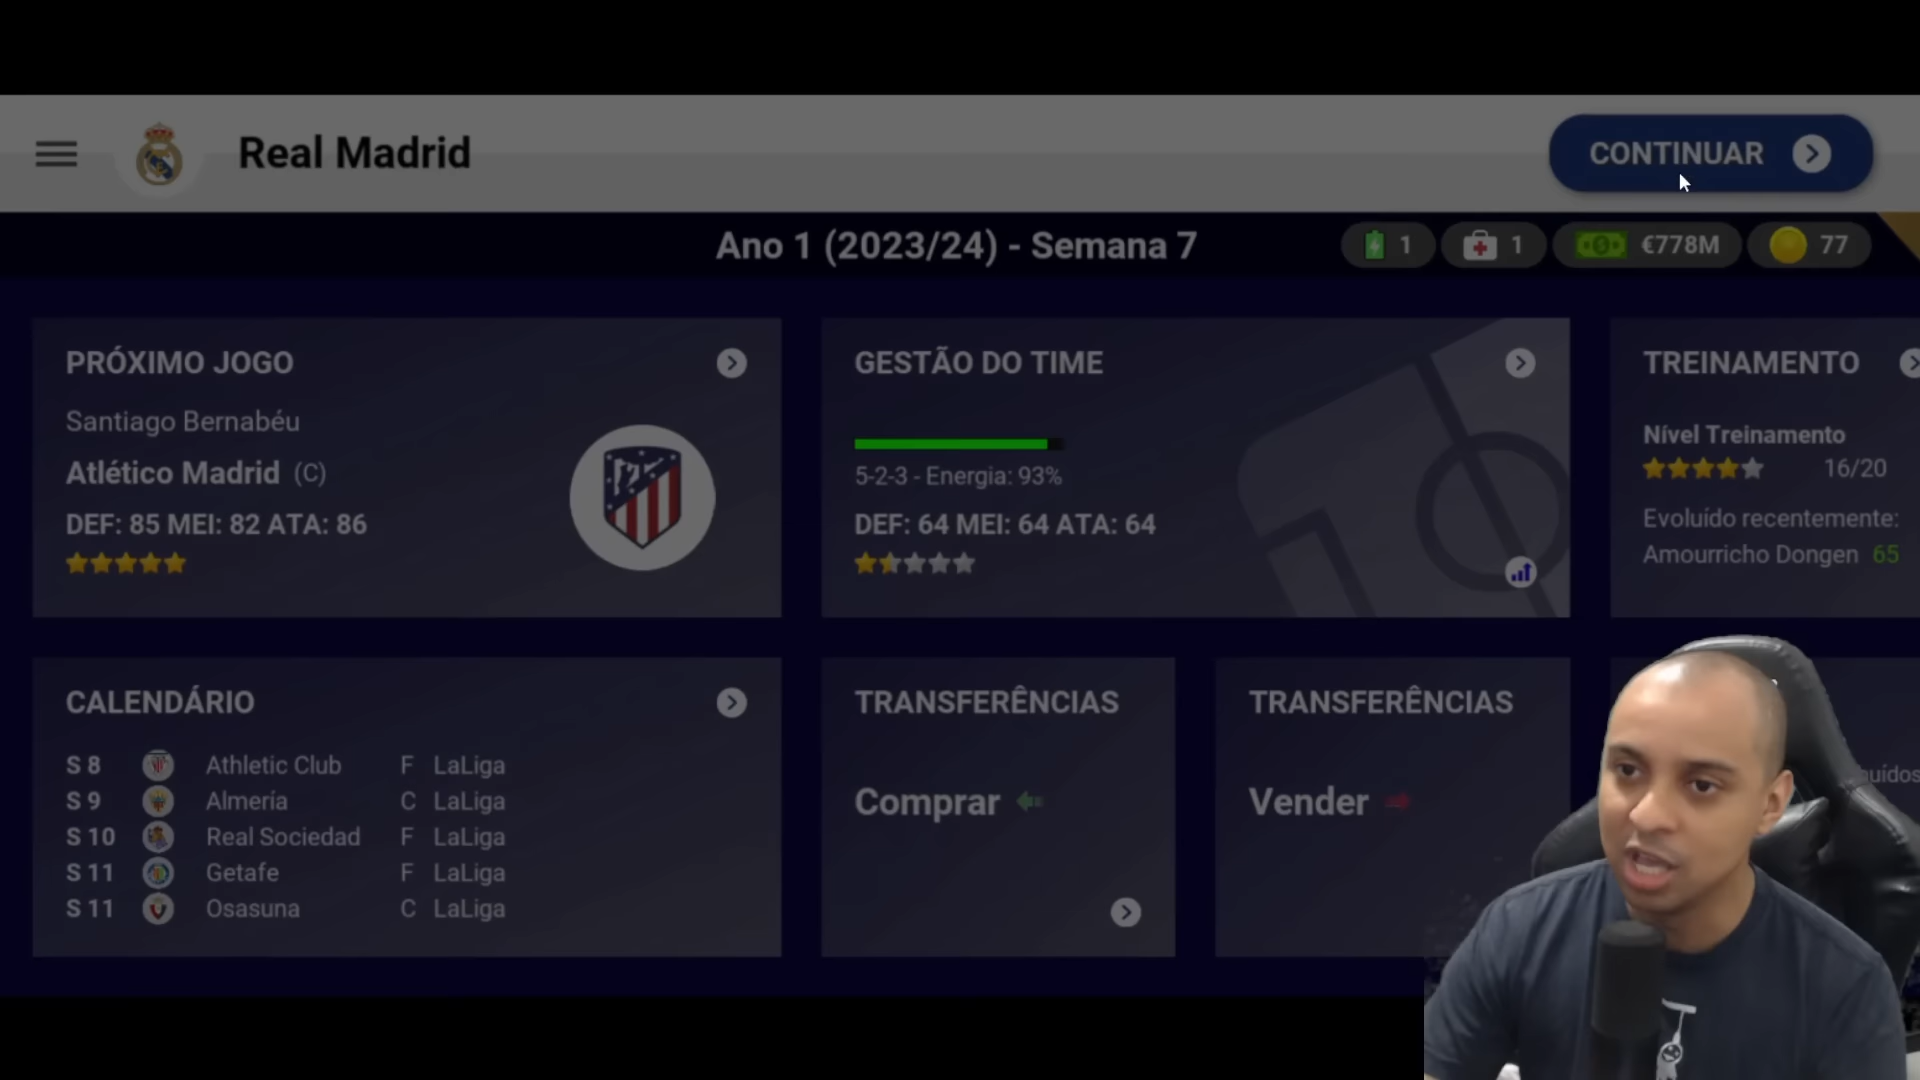 Real Madrid
CONTINUAR
Ano 1 (2023/24) - Semana 7
1
1
€778M
77
PRÓXIMO JOGO
Santiago Bernabéu
Atlético Madrid (C)
DEF: 85 MEI: 82 ATA: 86
GESTÃO DO TIME
5-2-3 - Energia: 93%
DEF: 64 MEI: 64 ATA: 64
TREINAMENTO
Nível Treinamento
16/20
Evoluído recentemente:
Amourricho Dongen 65
CALENDÁRIO
S 8 Athletic Club F LaLiga
S 9 Almería C LaLiga
S 10 Real Sociedad F LaLiga
S 11 Getafe F LaLiga
S 11 Osasuna C LaLiga
TRANSFERÊNCIAS
Comprar
TRANSFERÊNCIAS
Vender